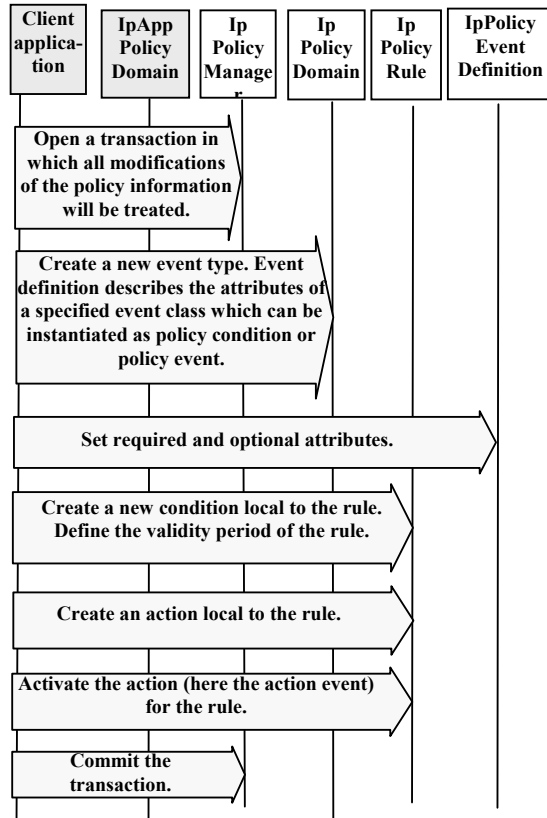 Client
applica-
tion
IpApp
Policy
Domain
Ip
Policy
Manage
r
Ip
Policy
Domain
Ip
Policy
Rule
IpPolicy
Event
Definition
Open a transaction in
which all modifications
of the policy information
will be treated.
Create a new event type. Event
definition describes the attributes of
a specified event class which can be
instantiated as policy condition or
policy event.
Set required and optional attributes.
Create a new condition local to the rule.
Define the validity period of the rule.
Create an action local to the rule.
Activate the action (here the action event)
for the rule.
Commit the
transaction.